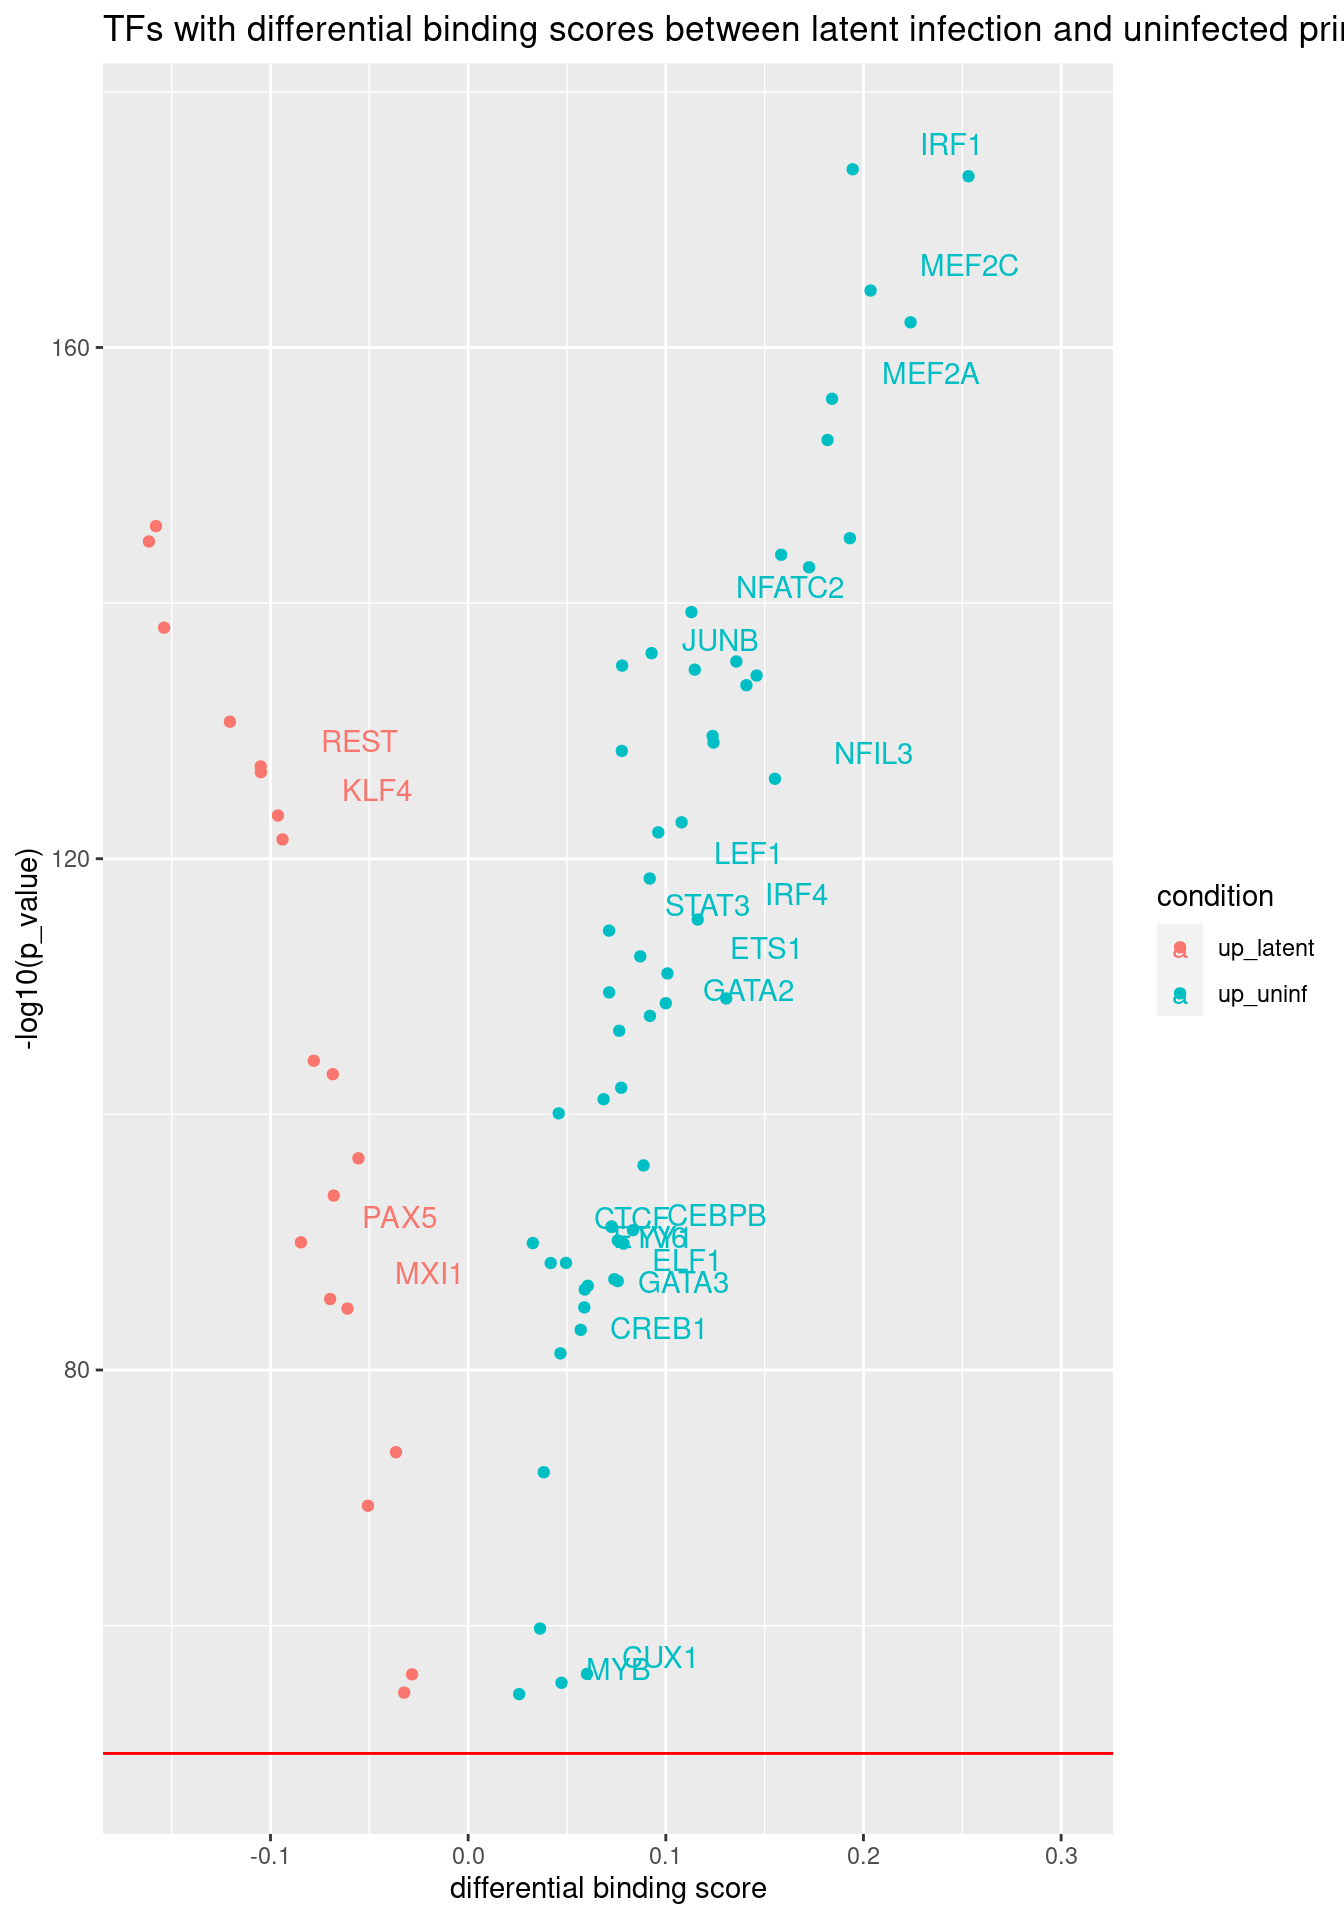 TFs with differential binding scores between latent infection and uninfected
IRF1
MEF2C
160
MEF2A
NFATC2
JUNB
REST
NFIL3
KLF4
-log10(p_value)
120
LEF1
IRF4
STAT3
ETS1
GATA2
condition
up_latent
up_uninf
CEBPB
CTCF
PAX5
YY1
ELF1
MXI1
GATA3
CREB1
80
CUX1
MYB
-0.1
0.0
0.1
0.2
0.3
differential binding score